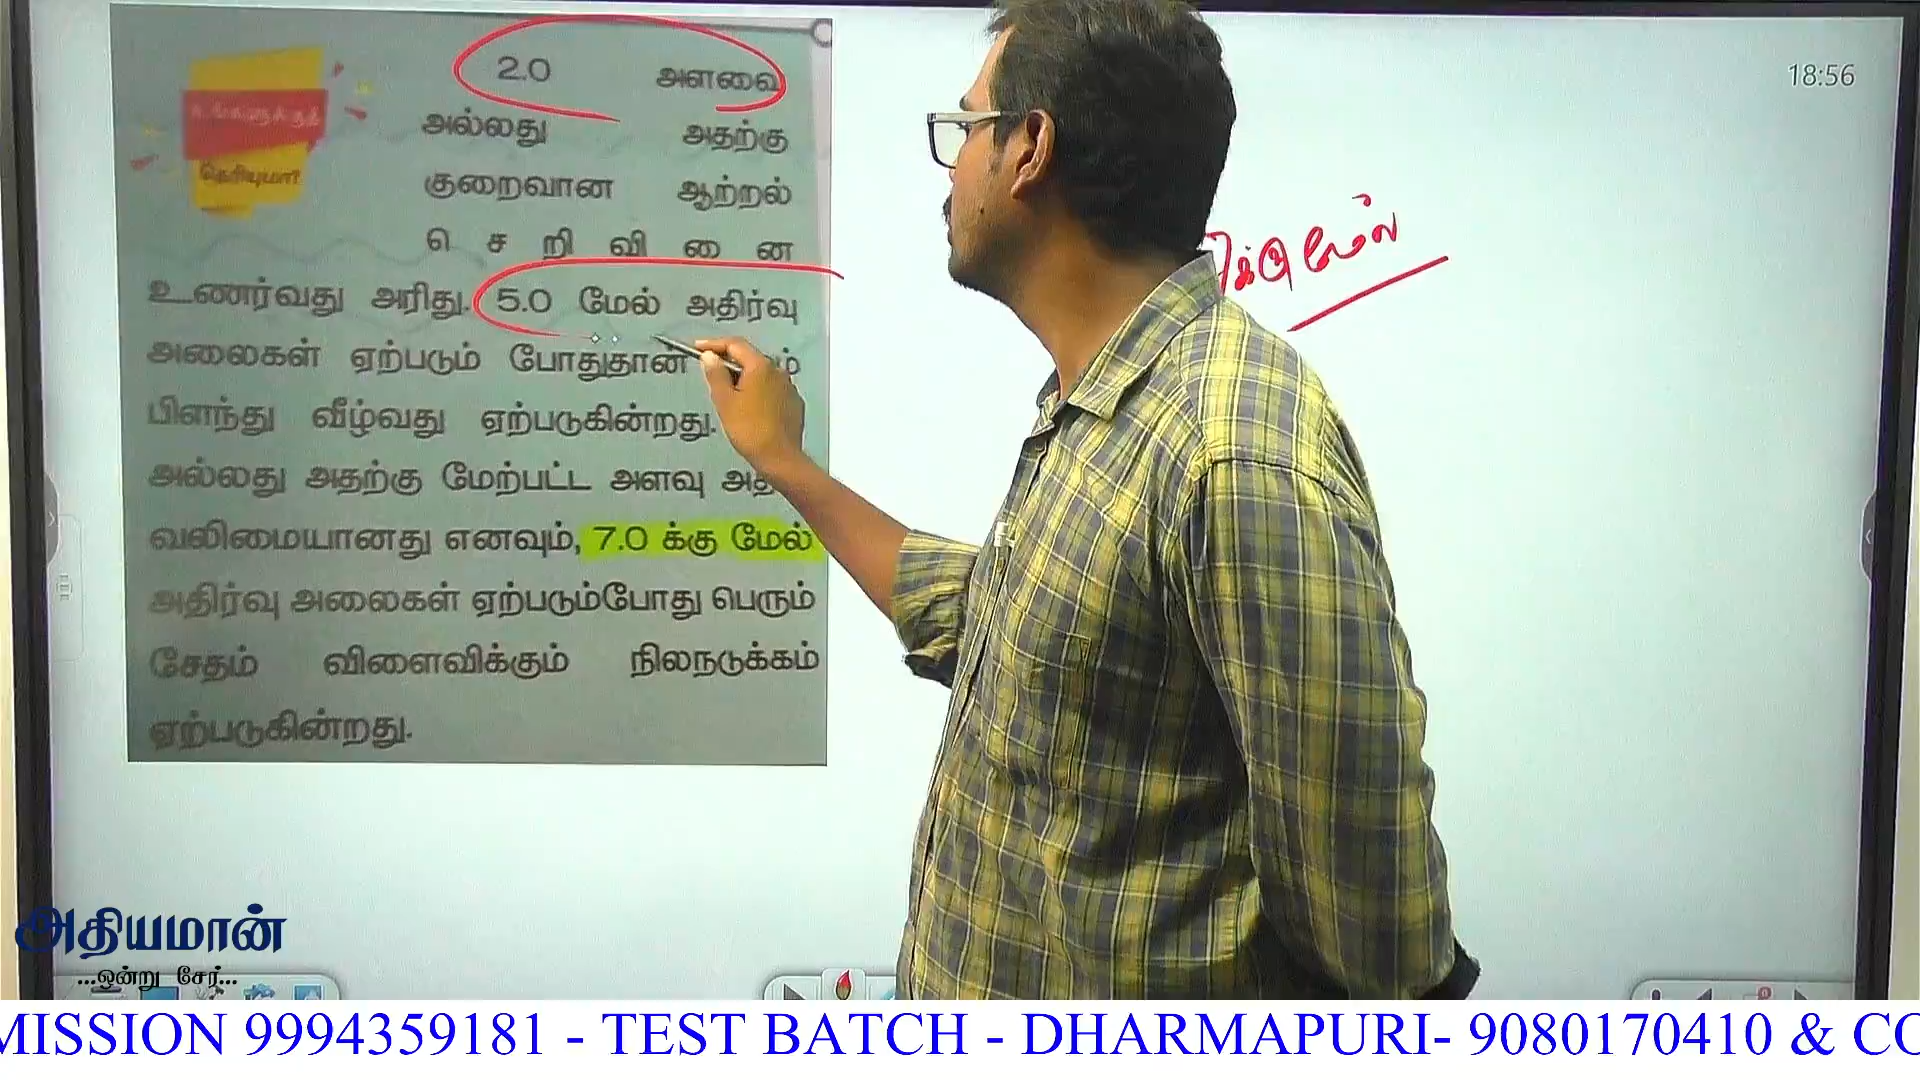 18:56
உங்களுக்குத்
தெரியுமா?
2.0 அளவை
அல்லது அதற்கு
குறைவான ஆற்றல்
செறிவினை
உணர்வது அரிது. 5.0 மேல் அதிர்வு
அலைகள் ஏற்படும் போதுதான்
பிளந்து வீழ்வது ஏற்படுகின்றது.
அல்லது அதற்கு மேற்பட்ட அளவு
வலிமையானது எனவும், 7.0 க்கு மேல்
அதிர்வு அலைகள் ஏற்படும்போது பெரும்
சேதம் விளைவிக்கும் நிலநடுக்கம்
ஏற்படுகின்றது.
க்கு மேல்
அதியமான்
...ஒன்று சேர்...
MISSION 9994359181 - TEST BATCH - DHARMAPURI- 9080170410 & CO